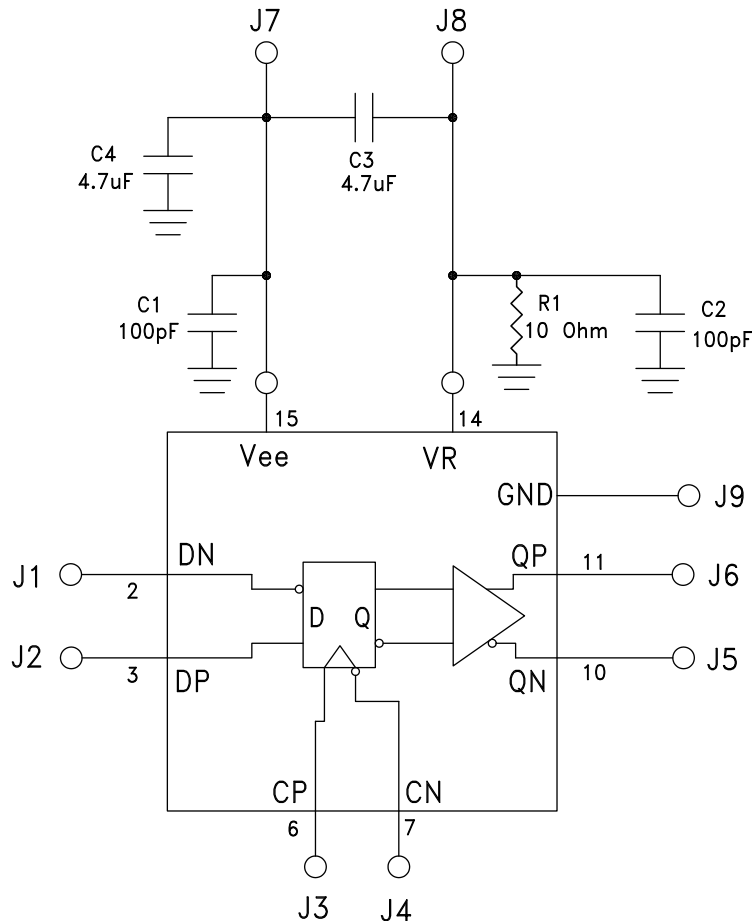 J7
J8
C4
4.7uF
C3
4.7uF
C1
100pF
R1
10 Ohm
C2
100pF
15
14
Vee
VR
GND
J9
DN
QP
11
J1
2
J6
D
Q
J2
3
DP
QN
10
J5
CP
CN
6
7
J3
J4